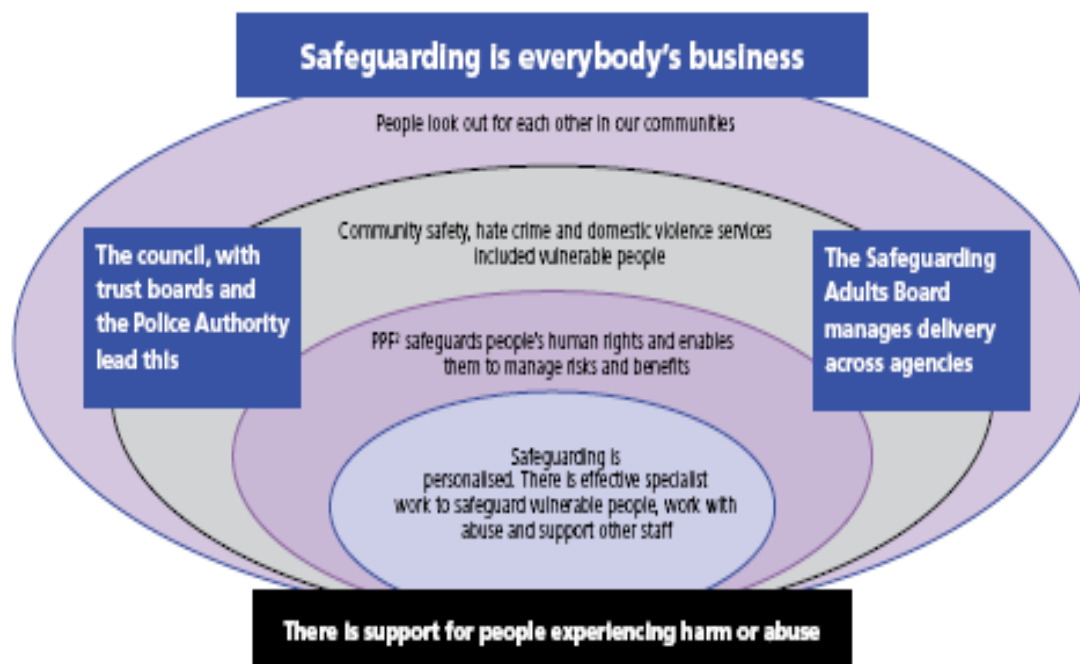 Safeguarding is everybody's business
People look out for each other in our communities
Community safety, hate crime and domestic violence services
included vulnerable people
The council, with
trust boards and
the Police Authority
lead this
The Safeguarding
Adults Board
manages delivery
across agencies
PPF² safeguards people's human rights and enables
them to manage risks and benefits
Safeguarding is
personalised. There is effective specialist
work to safeguard vulnerable people, work with
abuse and support other staff
There is support for people experiencing harm or abuse